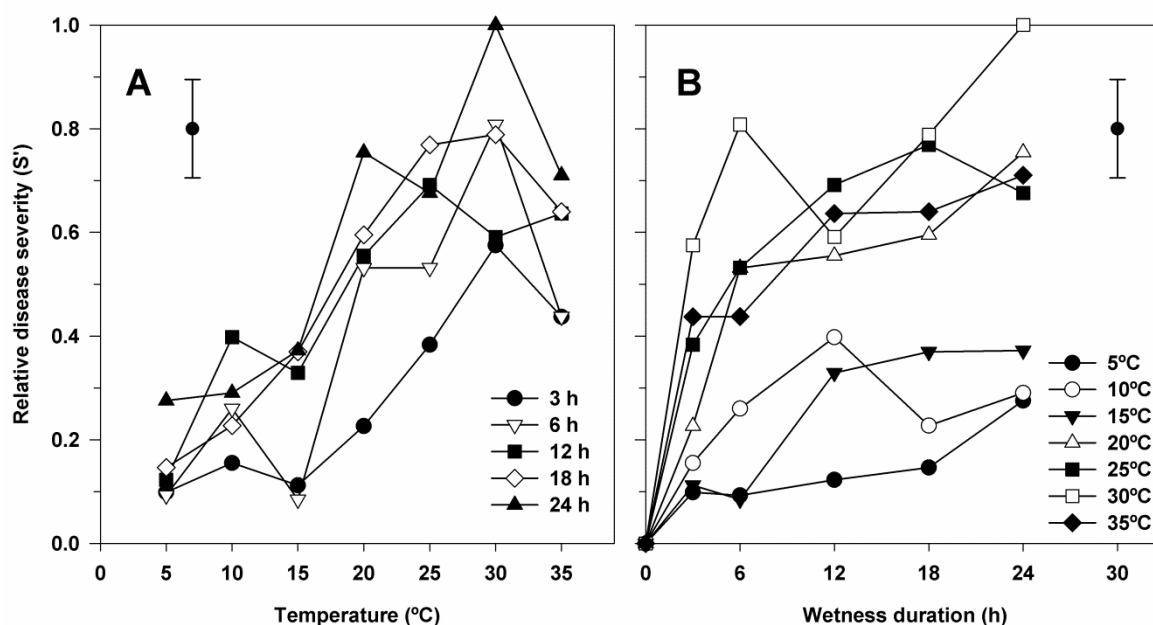 Relative disease severity (S')
1.0
0.8
0.6
0.4
0.2
0.0
A
3 h
6 h
12 h
18 h
24 h
0 5 10 15 20 25 30 35
Temperature (ºC)
B
5ºC
10ºC
15ºC
20ºC
25ºC
30ºC
35ºC
0 6 12 18 24 30
Wetness duration (h)